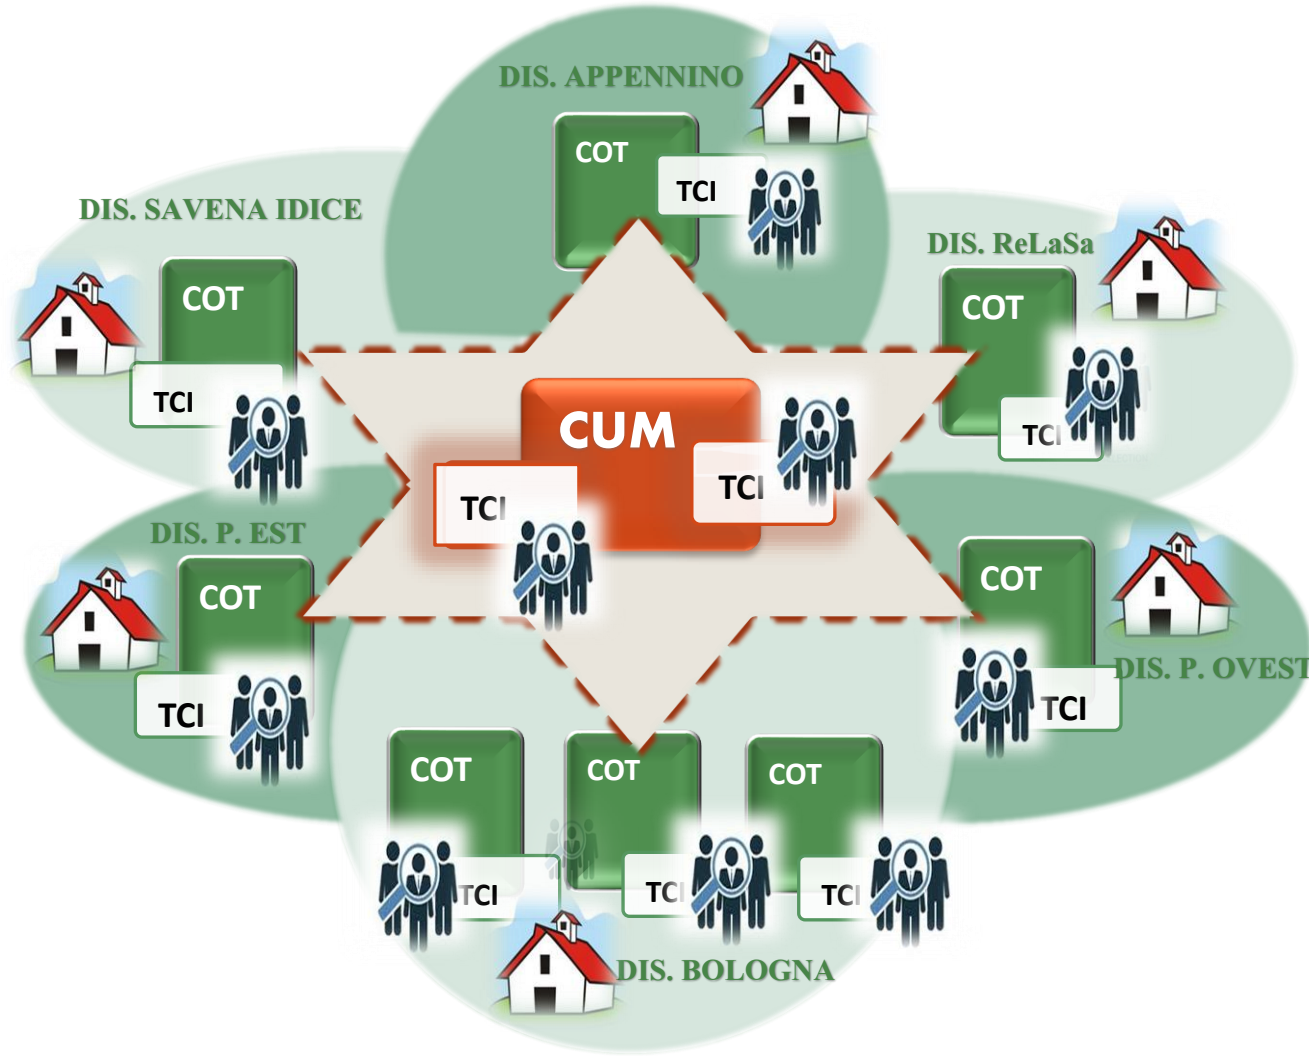 DIS. APPENNINO
COT
TCI
DIS. SAVENA IDICE
COT
TCI
DIS. ReLaSa
COT
TCI
CUM
TCI
TCI
DIS. P. EST
COT
TCI
COT
TCI
DIS. P. OVEST
COT
TCI
COT
TCI
COT
TCI
DIS. BOLOGNA